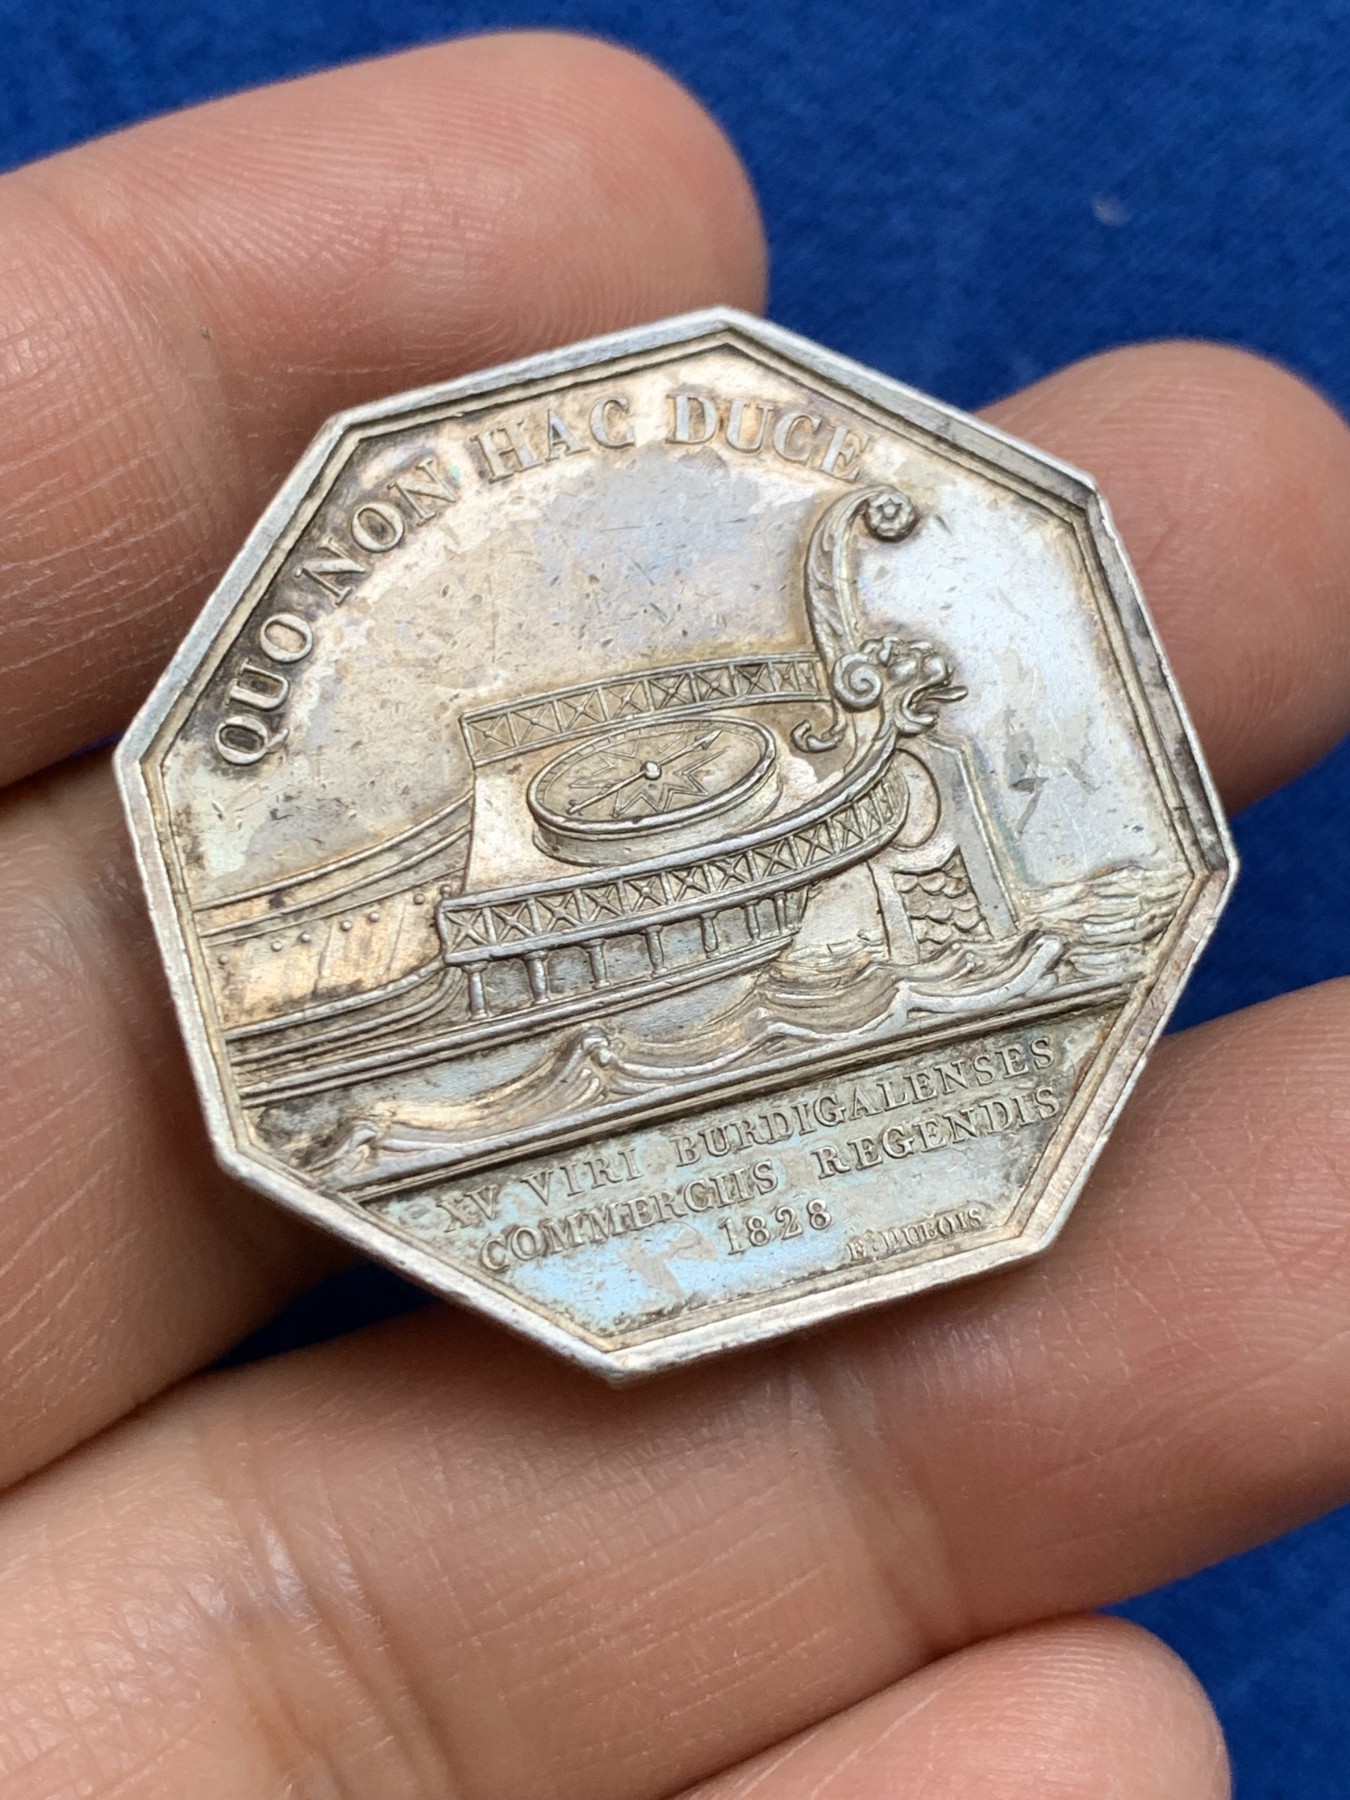 QUO NON HAC DUCE
XV VIRI BURDIGALENSES
COMMERCIIS REGENDIS
1828
E. DUBOIS